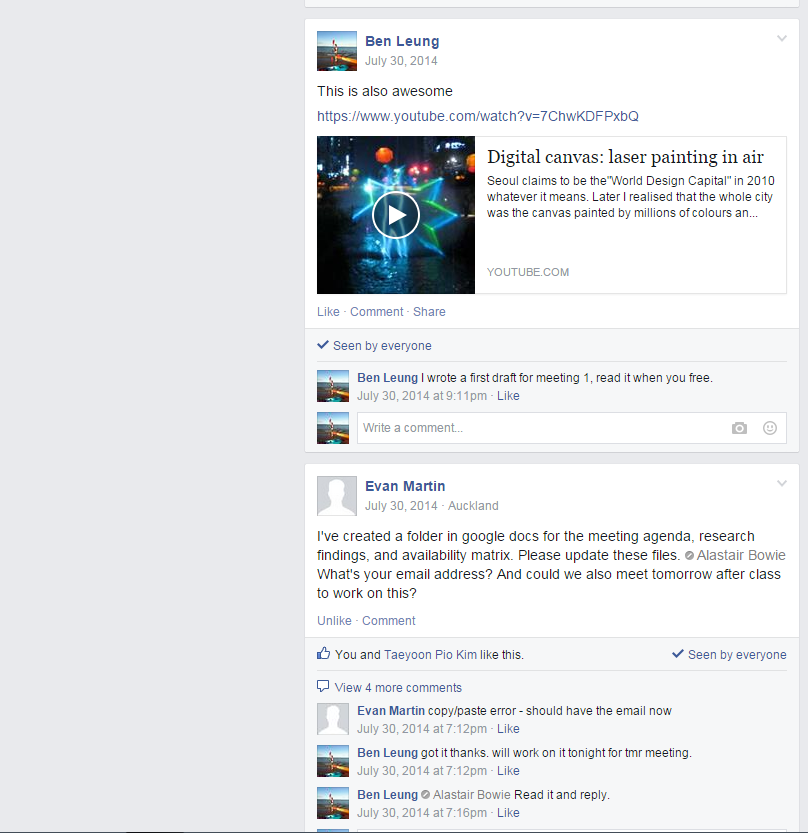 Ben Leung
July 30, 2014
This is also awesome
https://www.youtube.com/watch?v=7ChwKDFPxbQ
Digital canvas: laser painting in air
Seoul claims to be the"World Design Capital" in 2010
whatever it means. Later I realised that the whole city
was the canvas painted by millions of colours an...
YOUTUBE.COM
Like · Comment · Share
Seen by everyone
Ben Leung I wrote a first draft for meeting 1, read it when you free.
July 30, 2014 at 9:11pm · Like
Write a comment...
Evan Martin
July 30, 2014 · Auckland
I've created a folder in google docs for the meeting agenda, research
findings, and availability matrix. Please update these files. Alastair Bowie
What's your email address? And could we also meet tomorrow after class
to work on this?
Unlike · Comment
You and Taeyoon Pio Kim like this. Seen by everyone
View 4 more comments
Evan Martin copy/paste error - should have the email now
July 30, 2014 at 7:12pm · Like
Ben Leung got it thanks. will work on it tonight for tmr meeting.
July 30, 2014 at 7:12pm · Like
Ben Leung Alastair Bowie Read it and reply.
July 30, 2014 at 7:16pm · Like